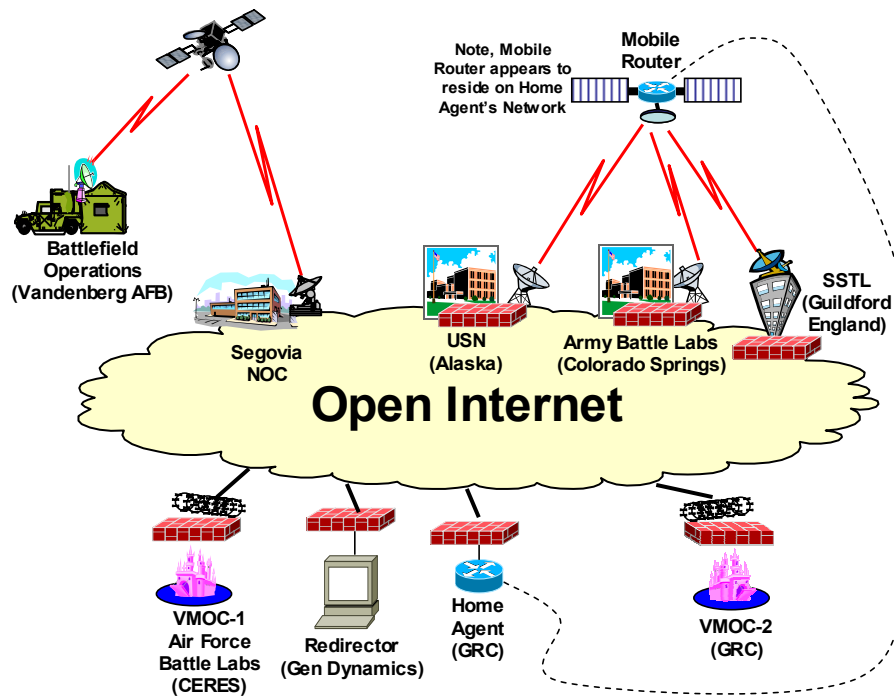 Note, Mobile
Router appears to
reside on Home
Agent's Network
Mobile
Router
Battlefield
Operations
(Vandenberg AFB)
Segovia
NOC
USN
(Alaska)
Army Battle Labs
(Colorado Springs)
SSTL
(Guildford
England)
Open Internet
VMOC-1
Air Force
Battle Labs
(CERES)
Redirector
(Gen Dynamics)
Home
Agent
(GRC)
VMOC-2
(GRC)